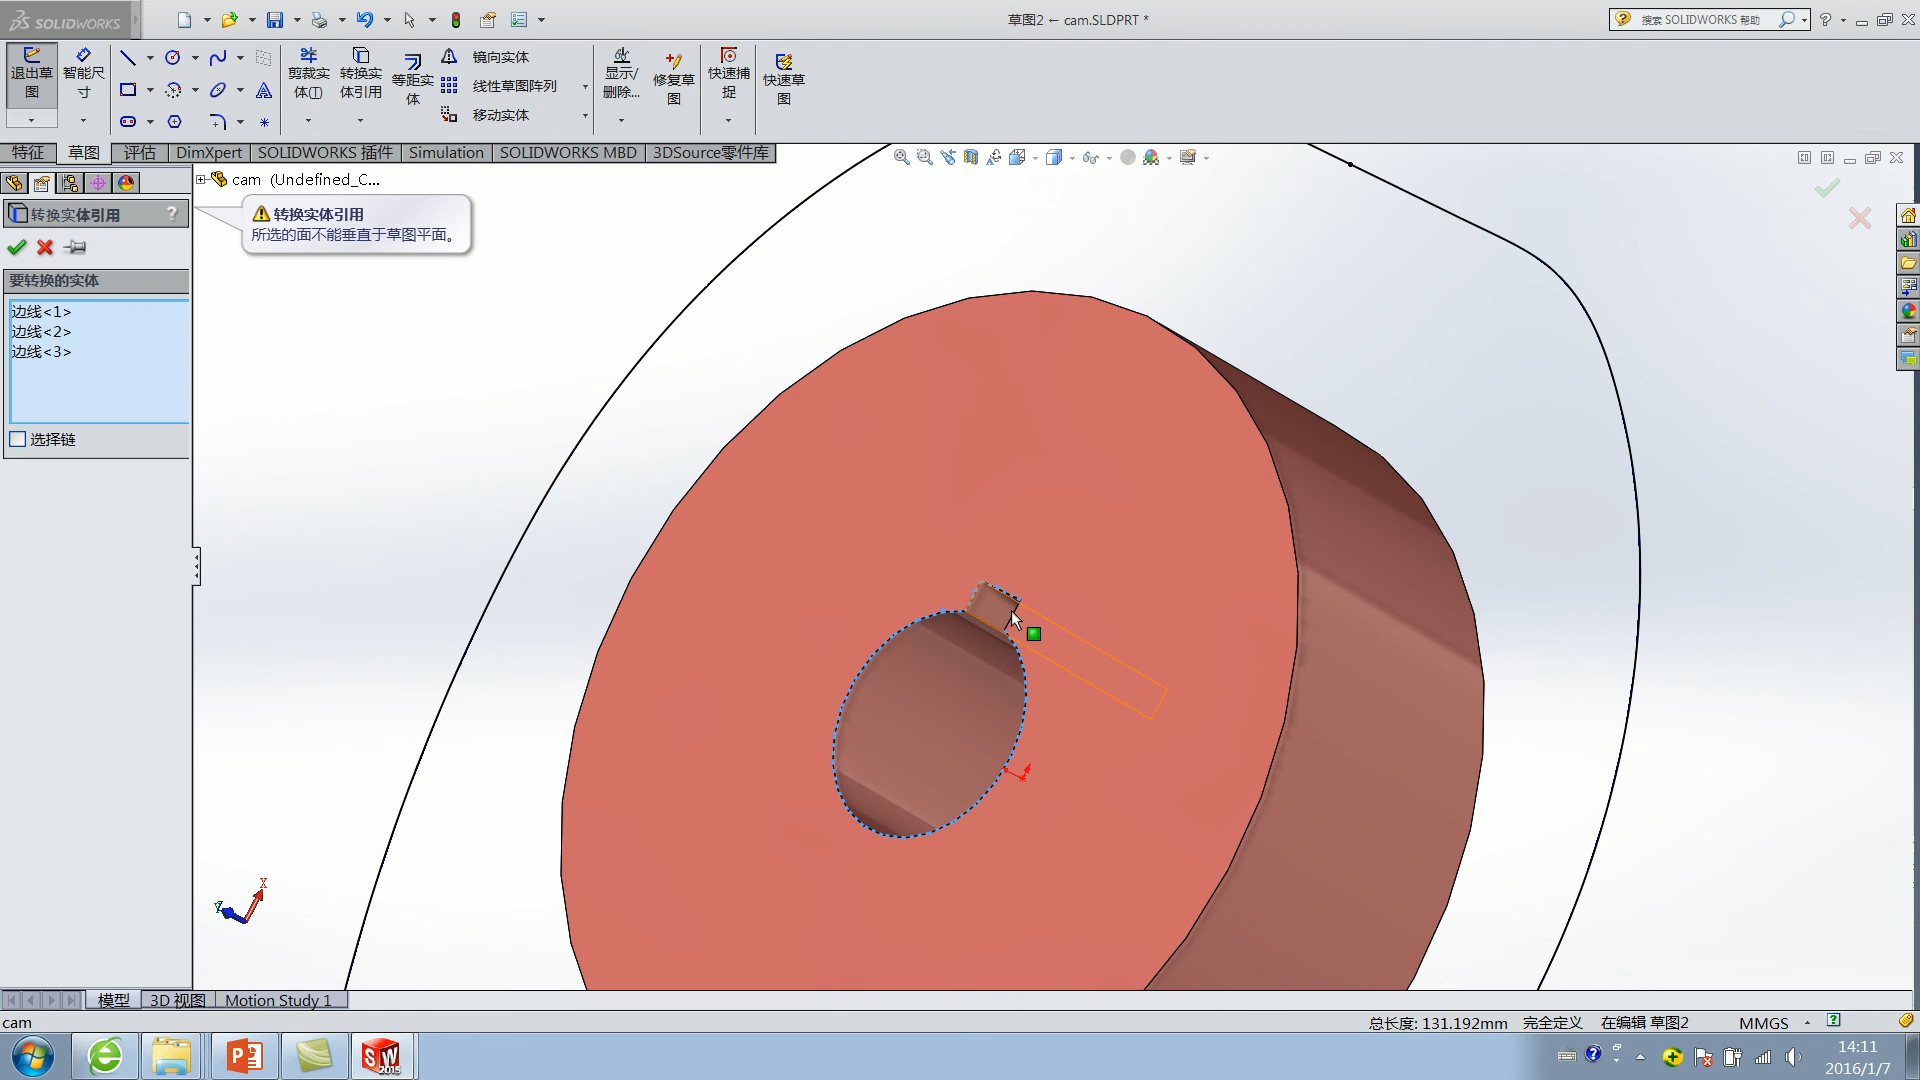 SOLIDWORKS
草图2 ← cam.SLDPRT *
搜索 SOLIDWORKS 帮助
退出草图
智能尺寸
剪裁实体(T)
转换实体引用
等距实体
镜向实体
线性草图阵列
移动实体
显示/删除...
修复草图
快速捕捉
快速草图
特征
草图
评估
DimXpert
SOLIDWORKS 插件
Simulation
SOLIDWORKS MBD
3DSource零件库
cam (Undefined_C...
转换实体引用
?
转换实体引用
所选的面不能垂直于草图平面。
要转换的实体
边线<1>
边线<2>
边线<3>
选择链
X
Z
模型
3D 视图
Motion Study 1
cam
总长度: 131.192mm
完全定义
在编辑 草图2
MMGS
SW
2015
14:11
2016/1/7